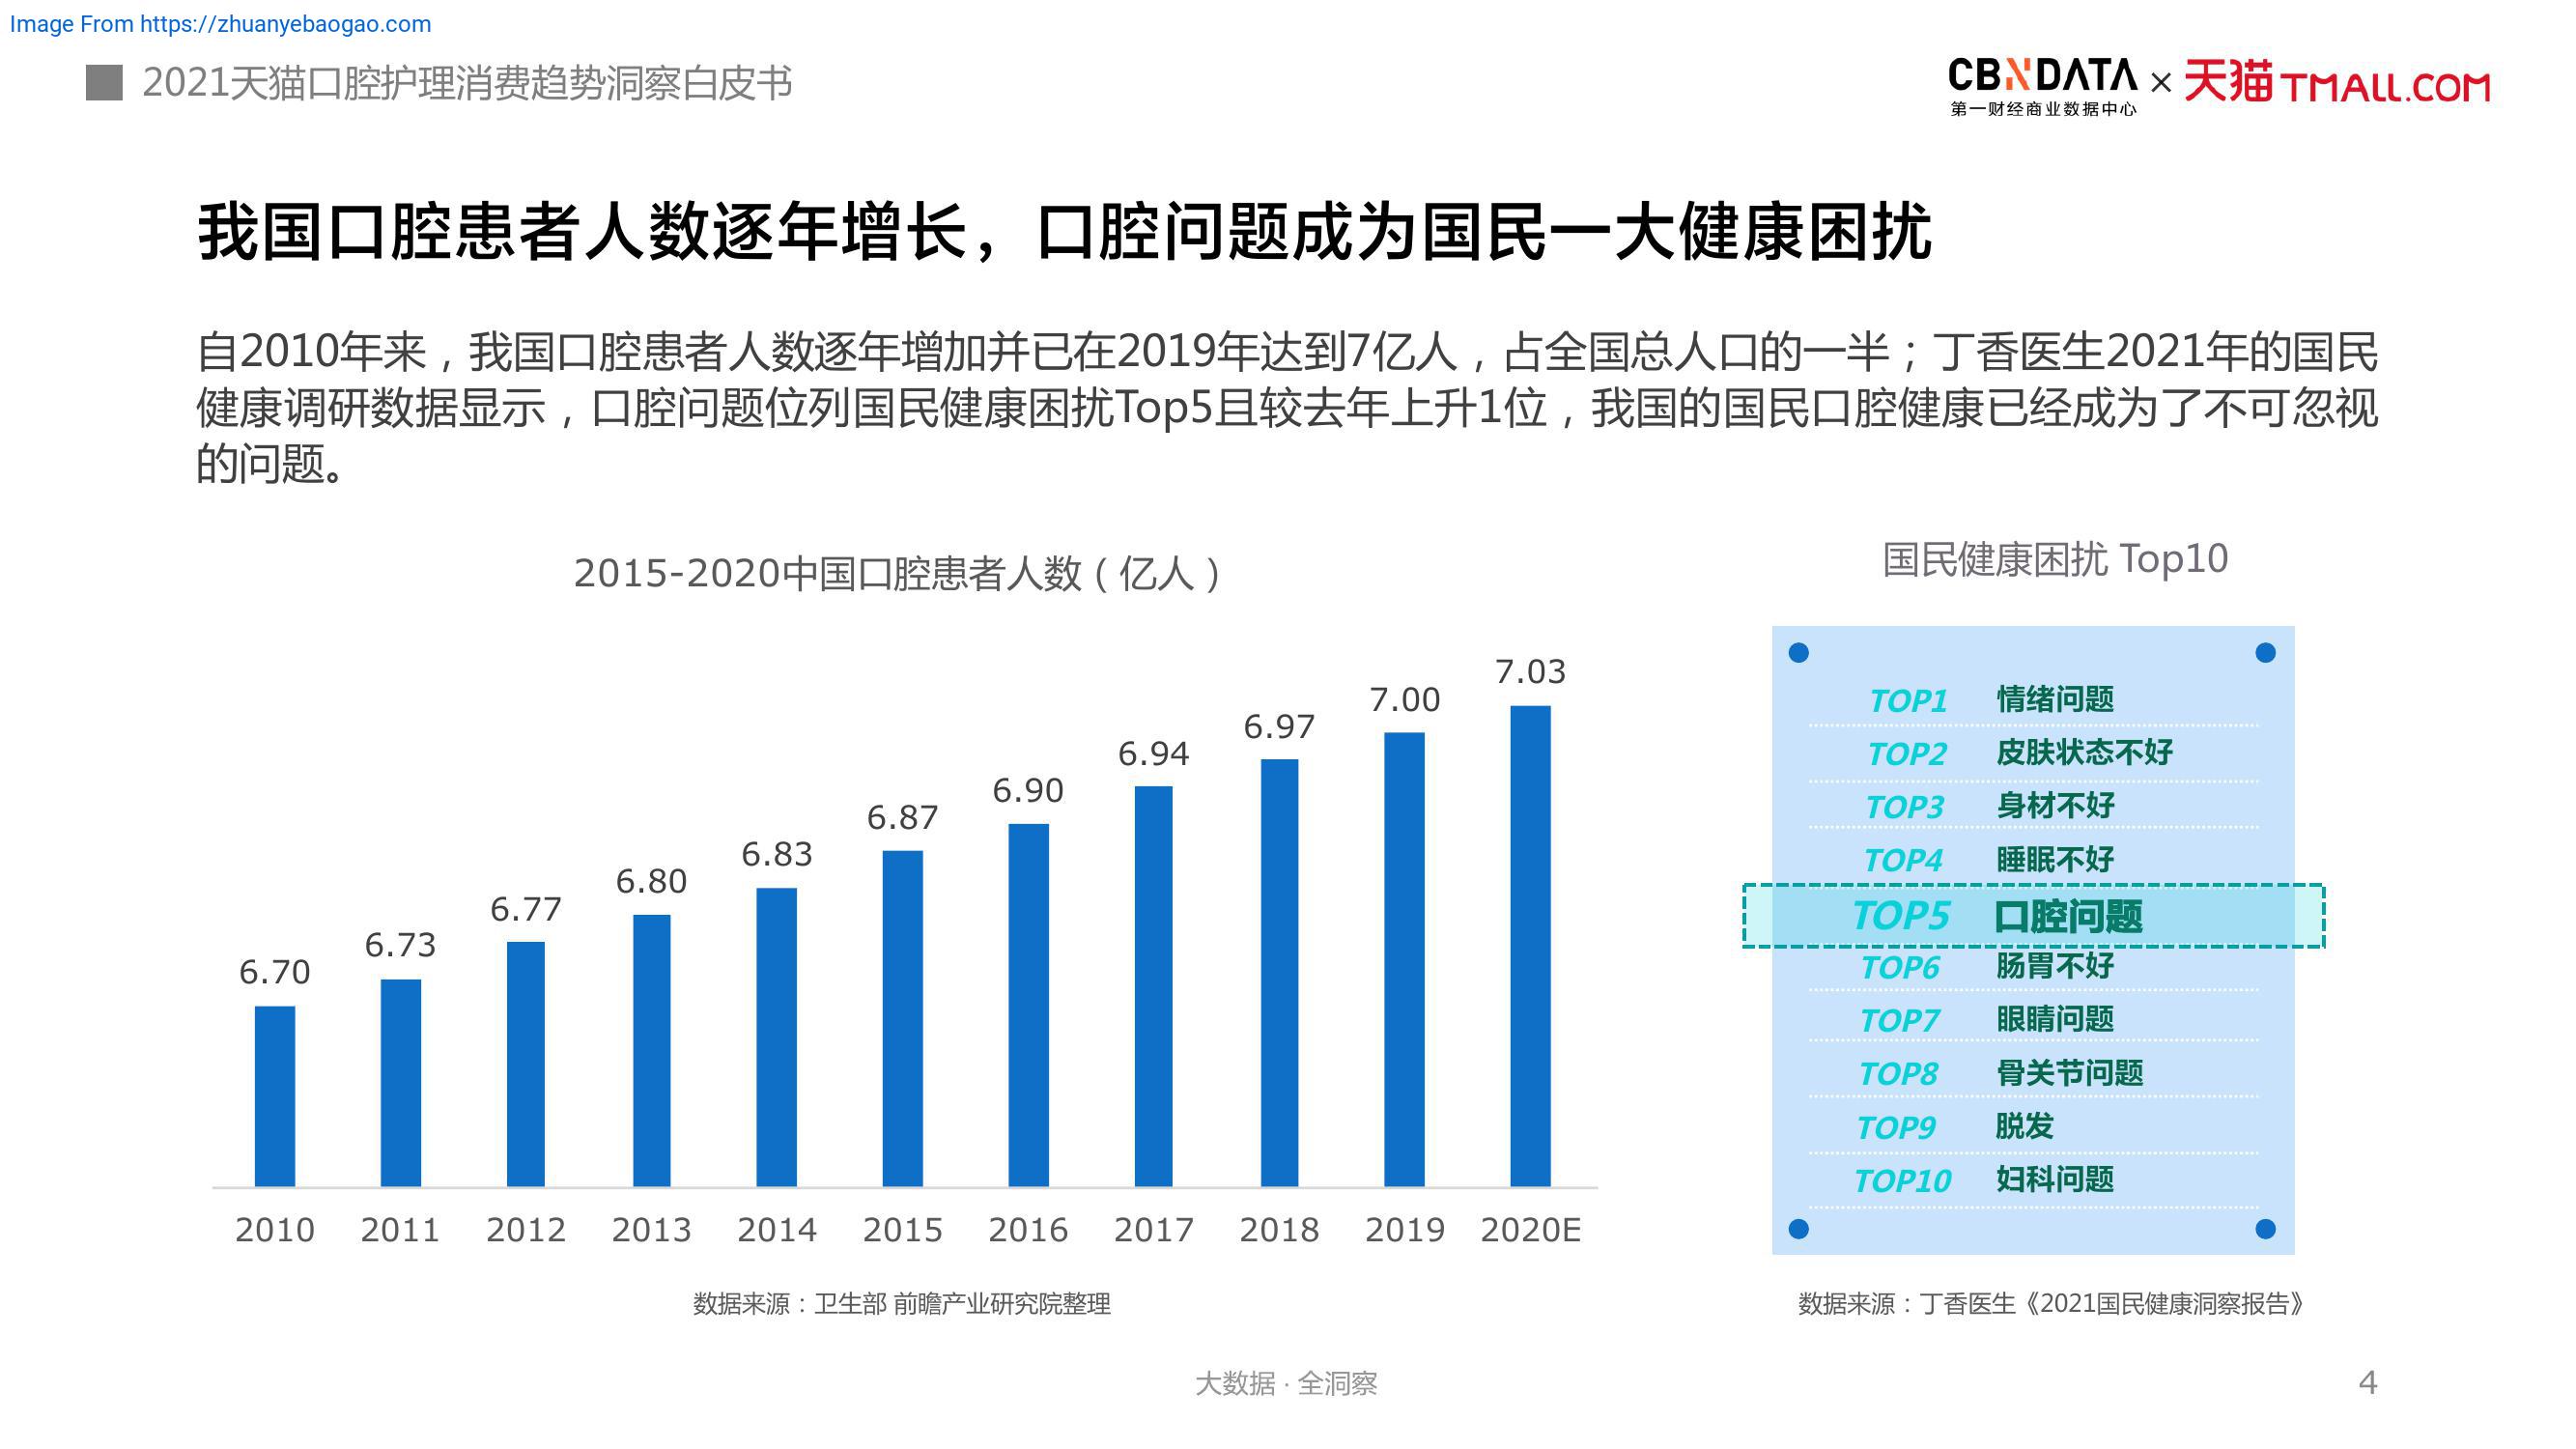 Image From https://zhuanyebaogao.com
2021天猫口腔护理消费趋势洞察白皮书
CBNDATA × 天猫 TMALL.COM
第一财经商业数据中心
我国口腔患者人数逐年增长，口腔问题成为国民一大健康困扰
自2010年来，我国口腔患者人数逐年增加并已在2019年达到7亿人，占全国总人口的一半；丁香医生2021年的国民
健康调研数据显示，口腔问题位列国民健康困扰Top5且较去年上升1位，我国的国民口腔健康已经成为了不可忽视
的问题。
2015-2020中国口腔患者人数（亿人）
6.70 6.73 6.77 6.80 6.83 6.87 6.90 6.94 6.97 7.00 7.03
2010 2011 2012 2013 2014 2015 2016 2017 2018 2019 2020E
数据来源：卫生部 前瞻产业研究院整理
国民健康困扰 Top10
TOP1 情绪问题
TOP2 皮肤状态不好
TOP3 身材不好
TOP4 睡眠不好
TOP5 口腔问题
TOP6 肠胃不好
TOP7 眼睛问题
TOP8 骨关节问题
TOP9 脱发
TOP10 妇科问题
数据来源：丁香医生《2021国民健康洞察报告》
大数据 · 全洞察
4